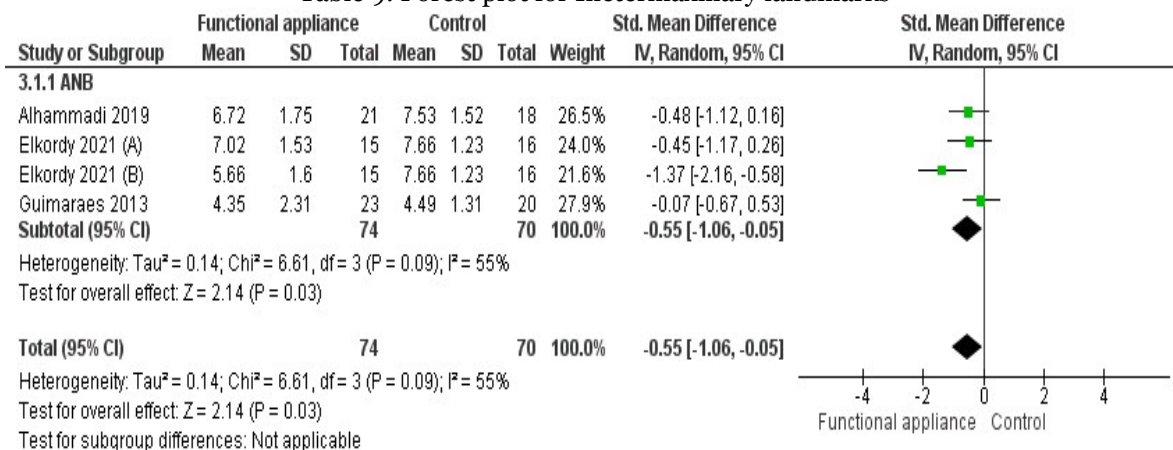 Table 9: Forest plot for Intermaxillary landmarks
Functional appliance Control Std. Mean Difference Std. Mean Difference
Study or Subgroup Mean SD Total Mean SD Total Weight IV, Random, 95% CI IV, Random, 95% CI
3.1.1 ANB
Alhammadi 2019 6.72 1.75 21 7.53 1.52 18 26.5% -0.48 [-1.12, 0.16]
Elkordy 2021 (A) 7.02 1.53 15 7.66 1.23 16 24.0% -0.45 [-1.17, 0.26]
Elkordy 2021 (B) 5.66 1.6 15 7.66 1.23 16 21.6% -1.37 [-2.16, -0.58]
Guimaraes 2013 4.35 2.31 23 4.49 1.31 20 27.9% -0.07 [-0.67, 0.53]
Subtotal (95% CI) 74 70 100.0% -0.55 [-1.06, -0.05]
Heterogeneity: Tau² = 0.14; Chi² = 6.61, df = 3 (P = 0.09); I² = 55%
Test for overall effect: Z = 2.14 (P = 0.03)
Total (95% CI) 74 70 100.0% -0.55 [-1.06, -0.05]
Heterogeneity: Tau² = 0.14; Chi² = 6.61, df = 3 (P = 0.09); I² = 55%
Test for overall effect: Z = 2.14 (P = 0.03)
Test for subgroup differences: Not applicable
-4 -2 0 2 4
Functional appliance Control